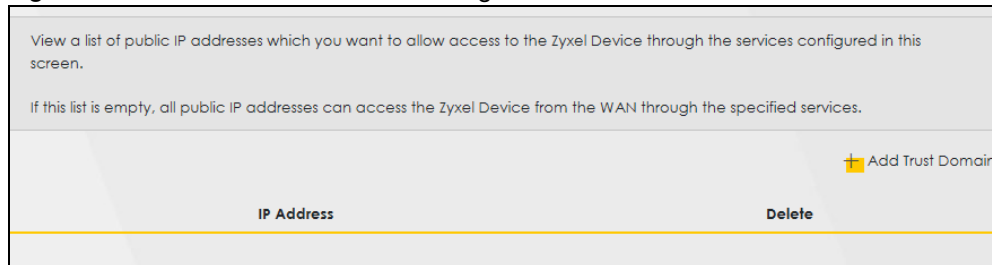 View a list of public IP addresses which you want to allow access to the Zyxel Device through the services configured in this
screen.
If this list is empty, all public IP addresses can access the Zyxel Device from the WAN through the specified services.
+ Add Trust Domain
IP Address Delete